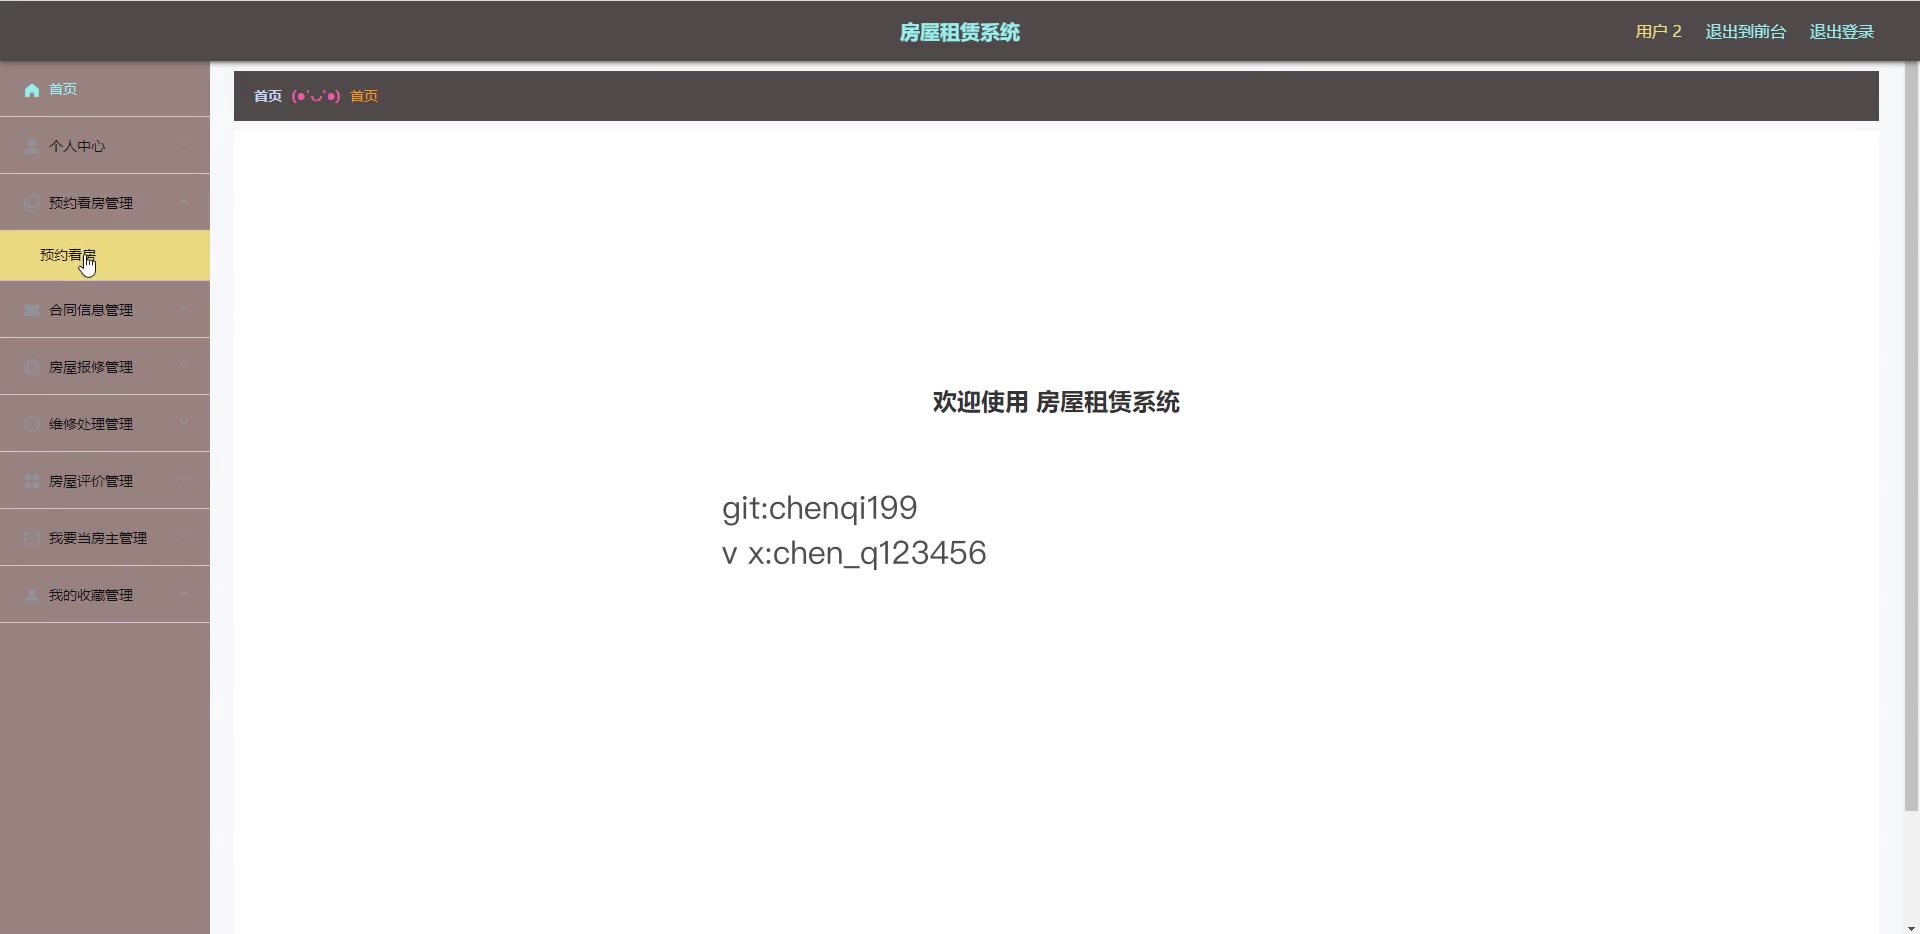 房屋租赁系统
用户 2 退出到前台 退出登录
首页
首页 (●'◡'●) 首页
个人中心
预约看房管理
预约看房
合同信息管理
房屋报修管理
维修处理管理
房屋评价管理
我要当房主管理
我的收藏管理
欢迎使用 房屋租赁系统
git:chenqi199
v x:chen_q123456